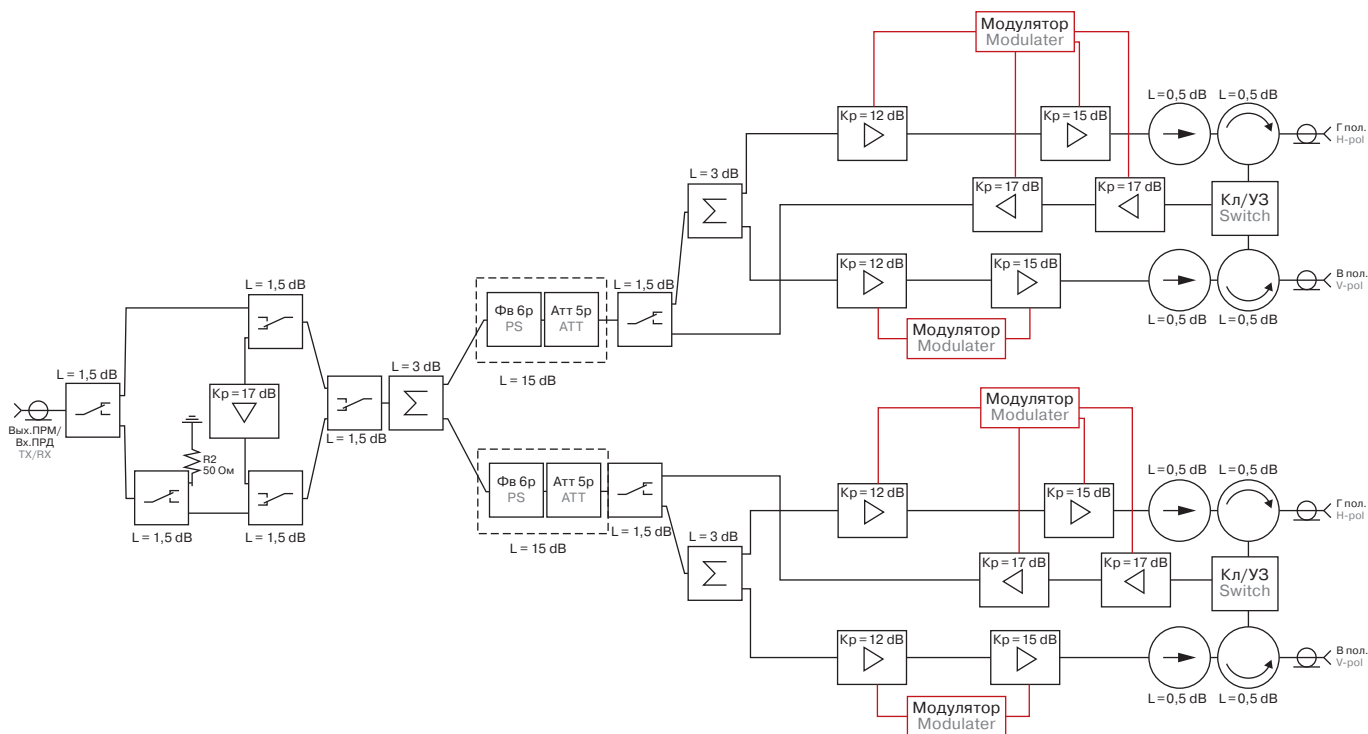 Модулятор
Modulater
Kp = 12 dB
Kp = 15 dB
L = 0,5 dB
L = 0,5 dB
Г пол.
H-pol
L = 3 dB
Kp = 17 dB
Kp = 17 dB
Кл/УЗ
Switch
Kp = 12 dB
Kp = 15 dB
В пол.
V-pol
L = 0,5 dB
L = 0,5 dB
Модулятор
Modulater
L = 1,5 dB
L = 1,5 dB
Фв 6р
PS
Атт 5р
ATT
L = 15 dB
L = 1,5 dB
Kp = 17 dB
L = 3 dB
Вых.ПРМ/
Вх.ПРД
TX/RX
R2
50 Ом
L = 1,5 dB
L = 1,5 dB
L = 1,5 dB
Фв 6р
PS
Атт 5р
ATT
L = 15 dB
L = 1,5 dB
Модулятор
Modulater
Kp = 12 dB
Kp = 15 dB
L = 0,5 dB
L = 0,5 dB
Г пол.
H-pol
L = 3 dB
Kp = 17 dB
Kp = 17 dB
Кл/УЗ
Switch
Kp = 12 dB
Kp = 15 dB
В пол.
V-pol
L = 0,5 dB
L = 0,5 dB
Модулятор
Modulater